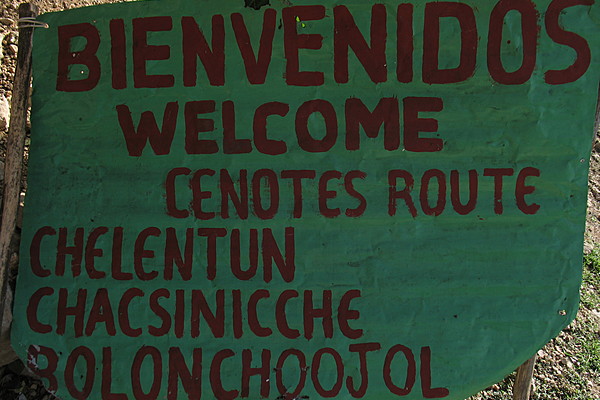 BIENVENIDOS
WELCOME
CENOTES ROUTE
CHELENTUN
CHACSINICCHE
BOLONCHOOJOL